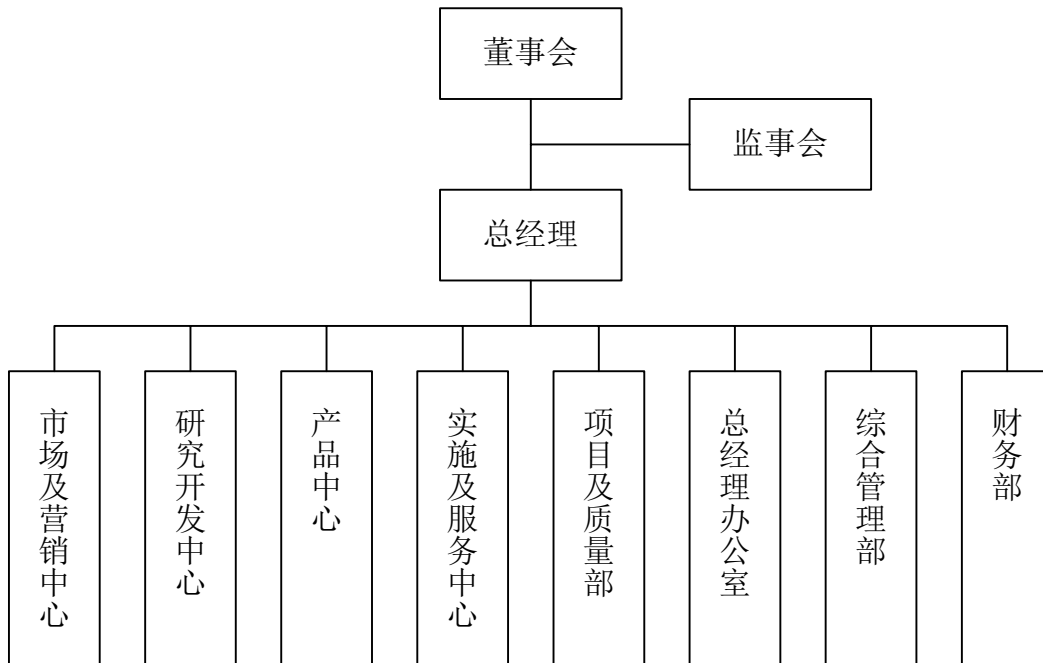 董事会
监事会
总经理
市场及营销中心
研究开发中心
产品中心
实施及服务中心
项目及质量部
总经理办公室
综合管理部
财务部